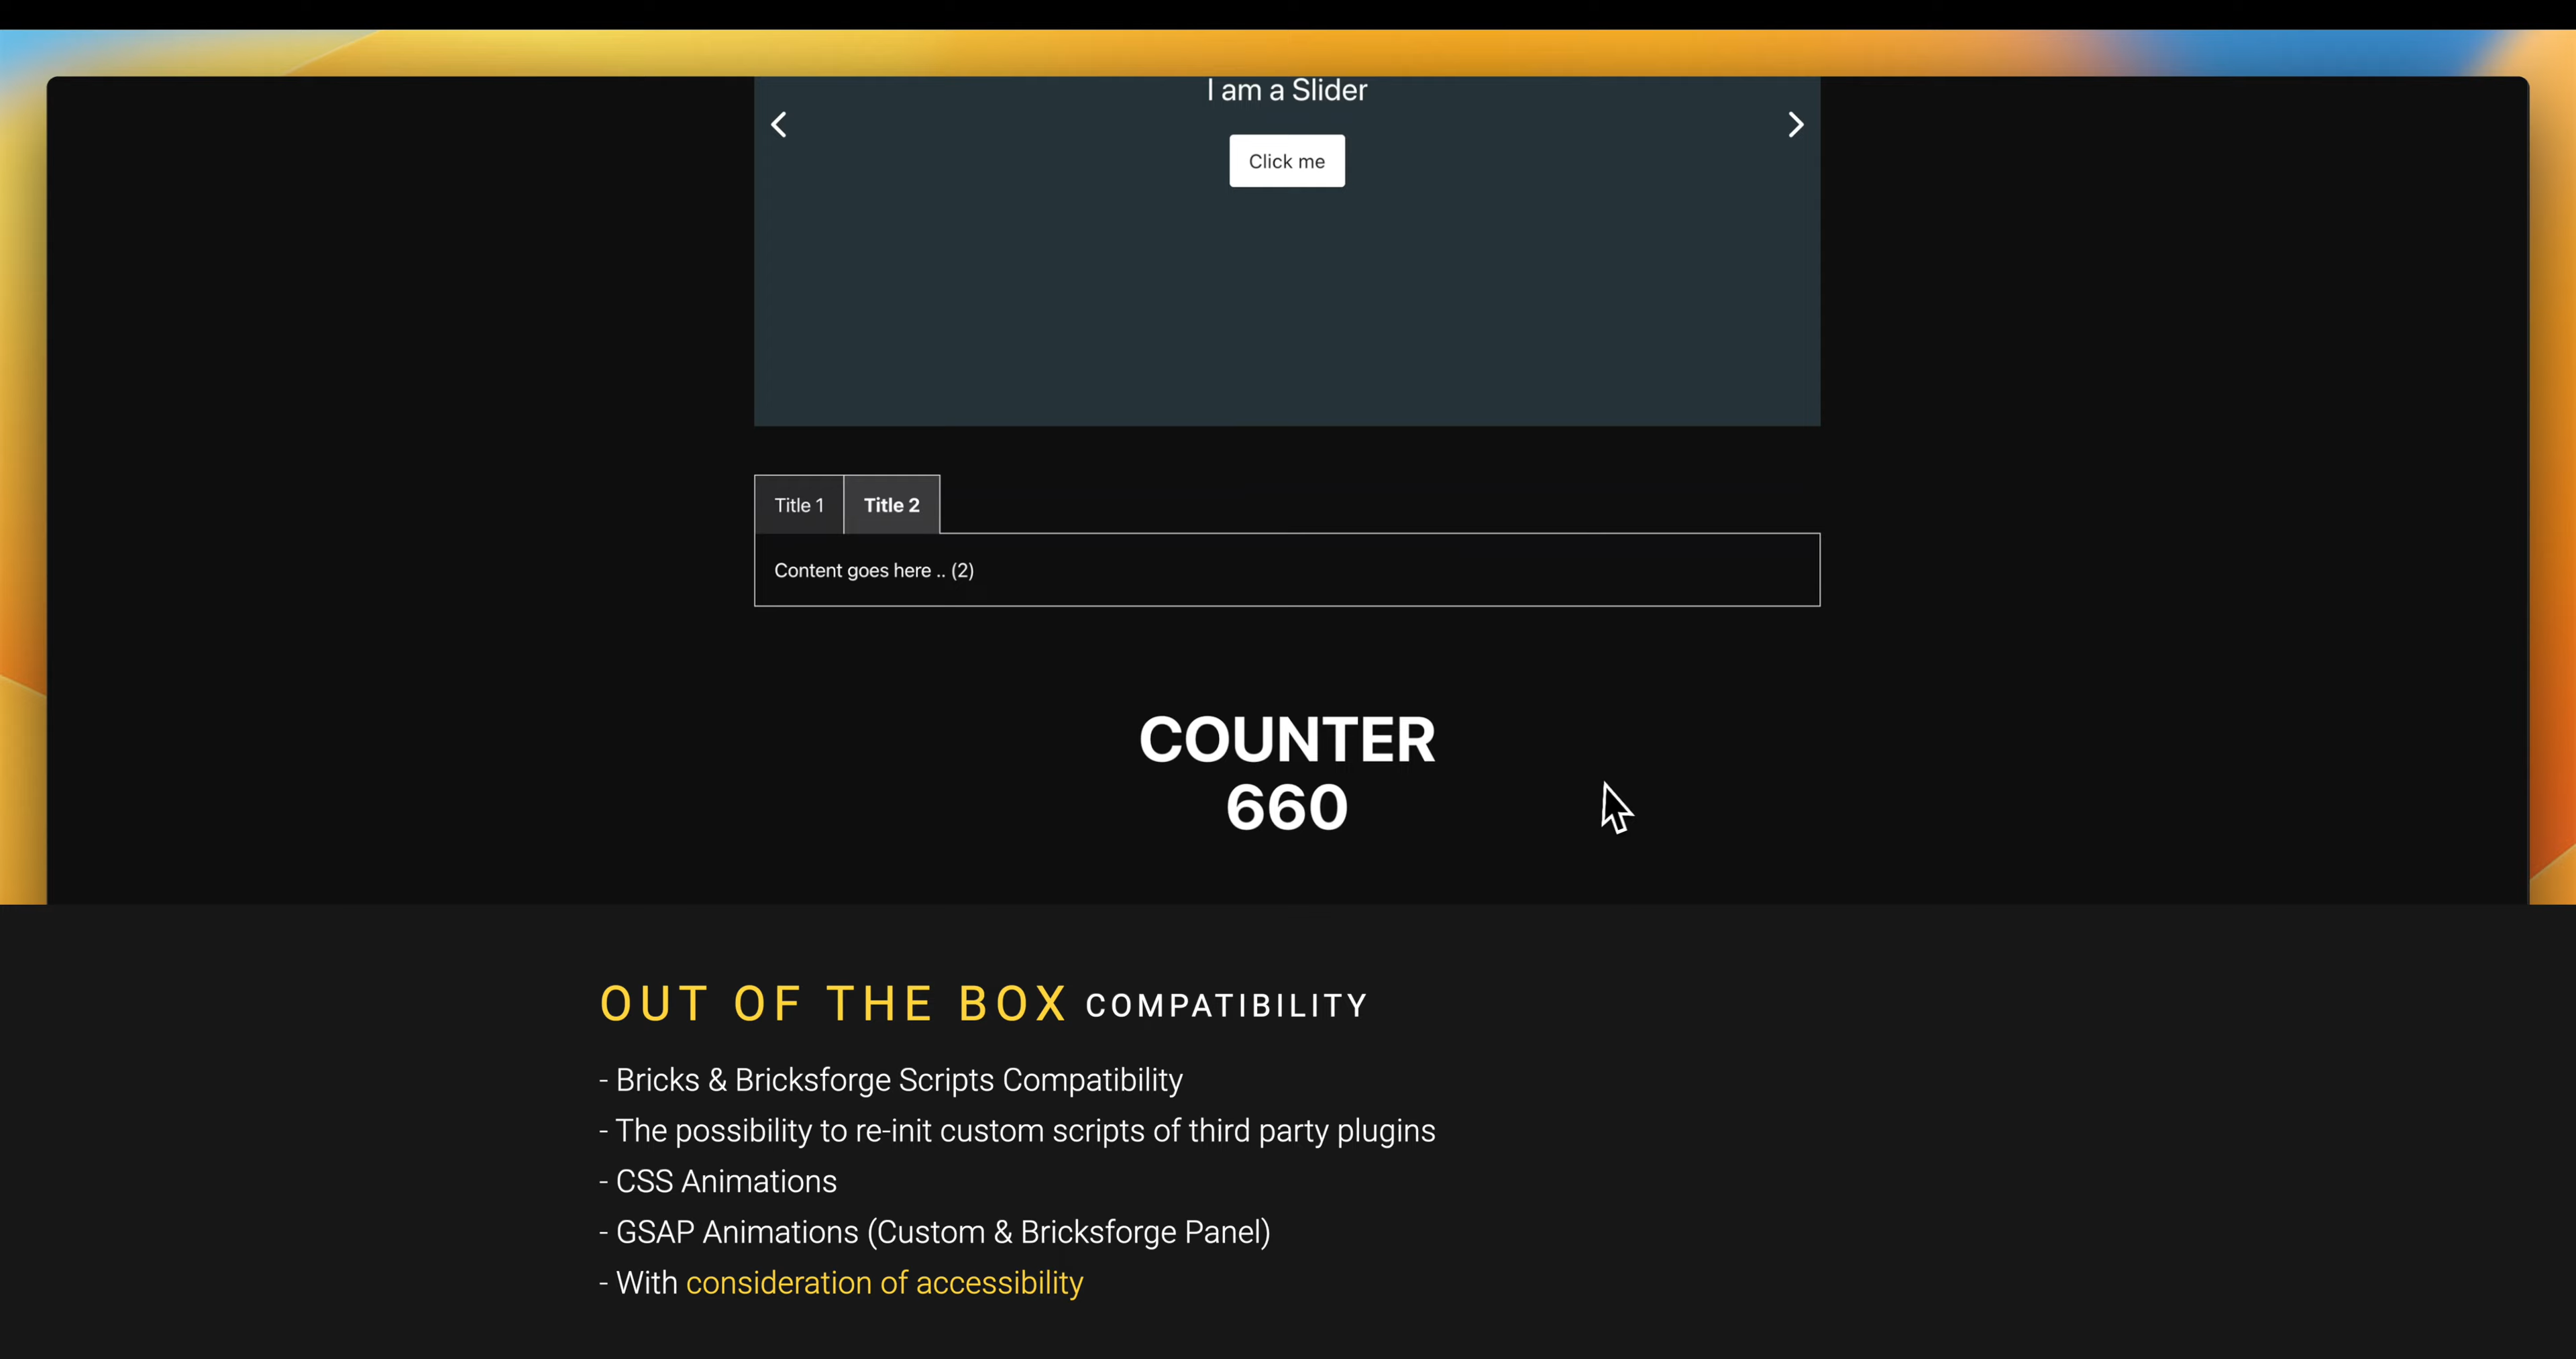 I am a Slider
Click me
Title 1 Title 2
Content goes here .. (2)
COUNTER
660
OUT OF THE BOX COMPATIBILITY
- Bricks & Bricksforge Scripts Compatibility
- The possibility to re-init custom scripts of third party plugins
- CSS Animations
- GSAP Animations (Custom & Bricksforge Panel)
- With consideration of accessibility